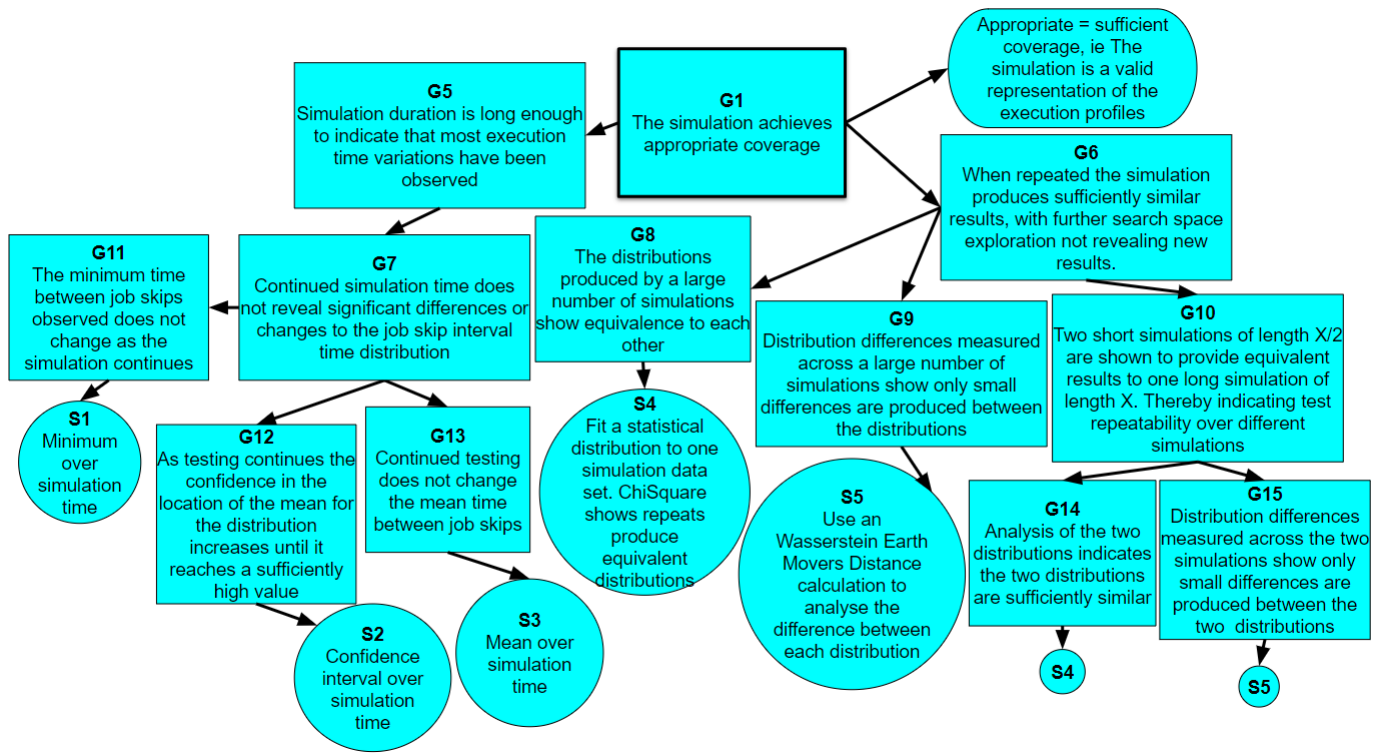 Appropriate = sufficient
coverage, ie The
simulation is a valid
representation of the
execution profiles
G1
The simulation achieves
appropriate coverage
G5
Simulation duration is long enough
to indicate that most execution
time variations have been
observed
G6
When repeated the simulation
produces sufficiently similar
results, with further search space
exploration not revealing new
results.
G11
The minimum time
between job skips
observed does not
change as the
simulation continues
G7
Continued simulation time does
not reveal significant differences or
changes to the job skip interval
time distribution
G8
The distributions
produced by a large
number of simulations
show equivalence to each
other
G9
Distribution differences measured
across a large number of
simulations show only small
differences are produced between
the distributions
G10
Two short simulations of length X/2
are shown to provide equivalent
results to one long simulation of
length X. Thereby indicating test
repeatability over different
simulations
S1
Minimum
over
simulation
time
G12
As testing continues the
confidence in the
location of the mean for
the distribution
increases until it
reaches a sufficiently
high value
G13
Continued testing
does not change
the mean time
between job skips
S4
Fit a statistical
distribution to one
simulation data
set. ChiSquare
shows repeats
produce
equivalent
distributions
S5
Use an
Wasserstein Earth
Movers Distance
calculation to
analyse the
difference between
each distribution
G14
Analysis of the two
distributions indicates
the two distributions
are sufficiently similar
G15
Distribution differences
measured across the two
simulations show only
small differences are
produced between the
two distributions
S2
Confidence
interval over
simulation
time
S3
Mean over
simulation
time
S4
S5